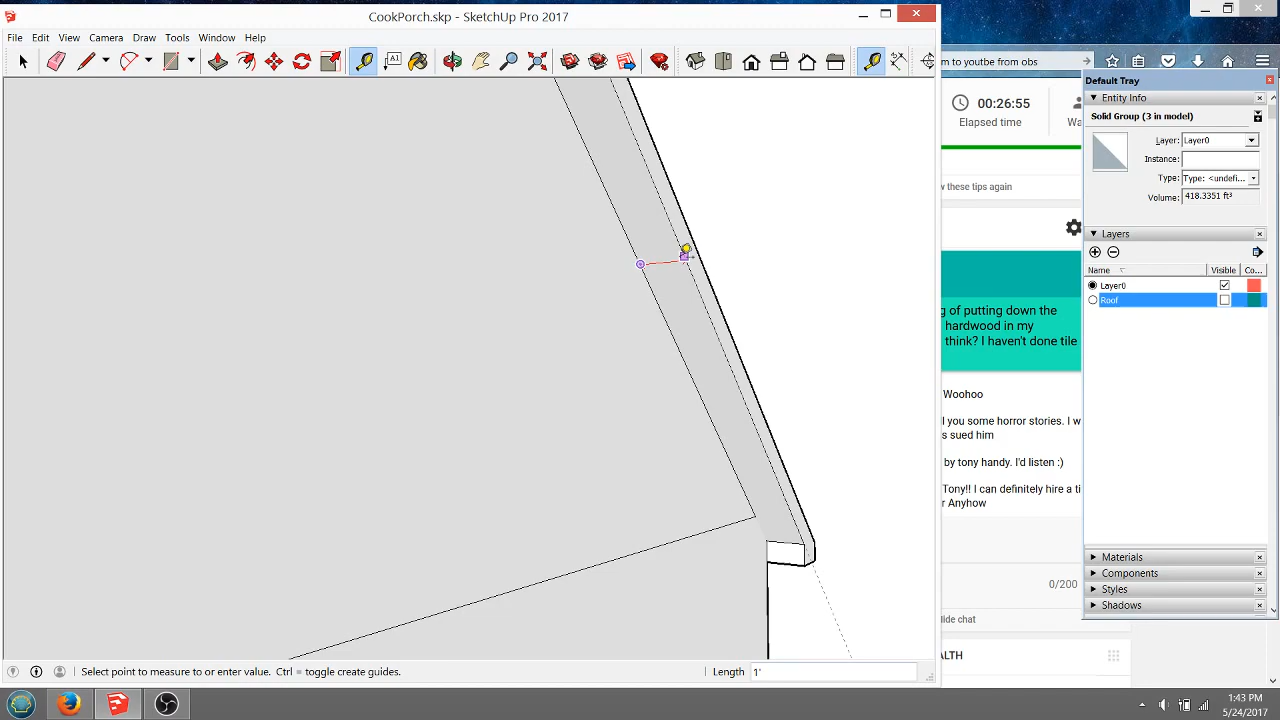 CookPorch.skp - SketchUp Pro 2017
File Edit View Camera Draw Tools Window Help
A1
m to youtbe from obs
Default Tray
Entity Info
Solid Group (3 in model)
Layer: Layer0
Instance:
Type: Type: <undefi...
Volume: 418.3351 ft³
Layers
Name Visible Co...
Layer0
Roof
00:26:55
Elapsed time
Wa
w these tips again
g of putting down the
hardwood in my
think? I haven't done tile
Woohoo
l you some horror stories. I w
s sued him
by tony handy. I'd listen :)
Tony!! I can definitely hire a ti
r Anyhow
0/200
lide chat
ALTH
Materials
Components
Styles
Shadows
Select point to measure to or enter value. Ctrl = toggle create guides.
Length 1'
1:43 PM
5/24/2017